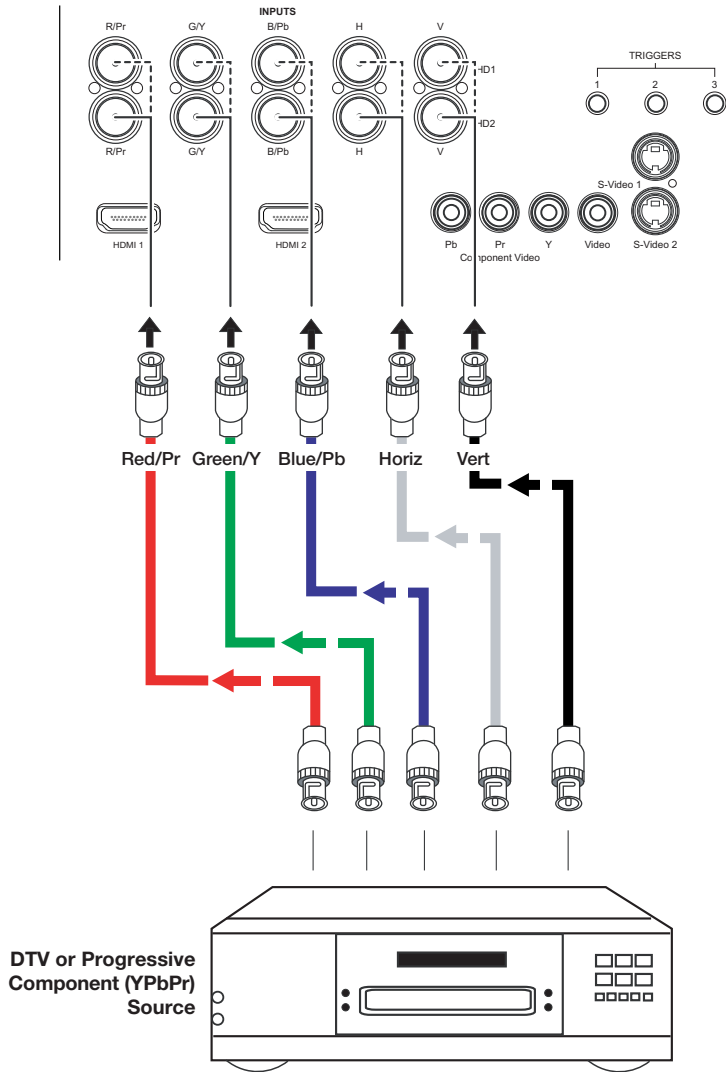 INPUTS
R/Pr G/Y B/Pb H V
HD1
HD2
R/Pr G/Y B/Pb H V
TRIGGERS
1 2 3
S-Video 1
HDMI 1 HDMI 2
Pb Pr Y Video S-Video 2
Component Video
Red/Pr Green/Y Blue/Pb Horiz Vert
DTV or Progressive
Component (YPbPr)
Source